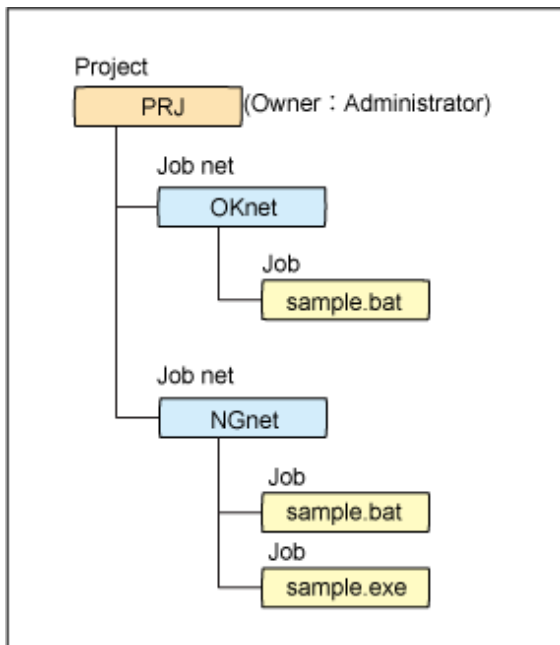 Project
PRJ
(Owner：Administrator)
Job net
OKnet
Job
sample.bat
Job net
NGnet
Job
sample.bat
Job
sample.exe